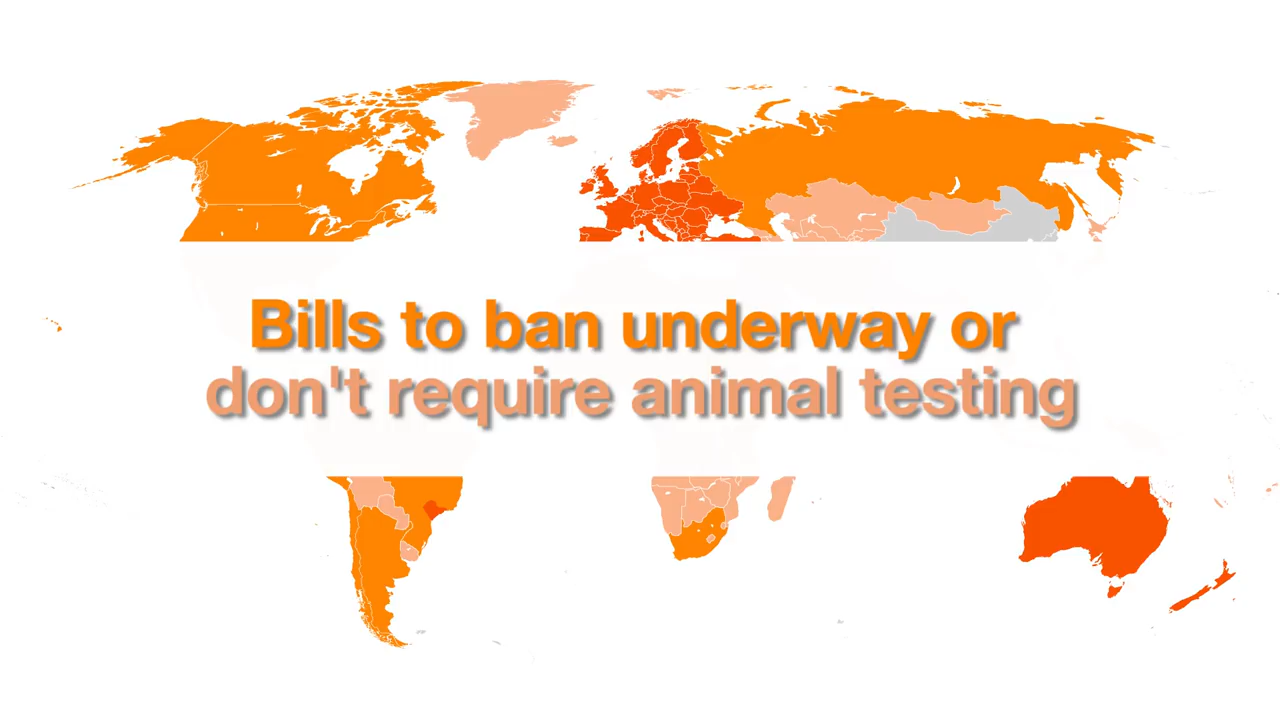 Bills to ban underway or
don't require animal testing